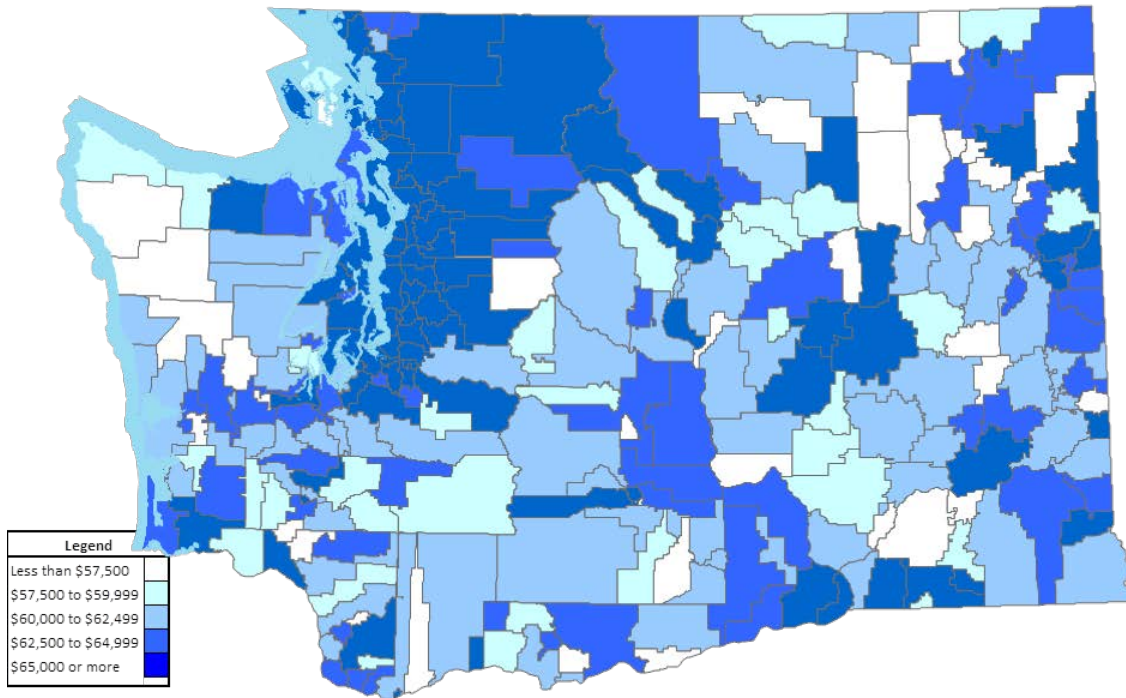 Legend
Less than $57,500
$57,500 to $59,999
$60,000 to $62,499
$62,500 to $64,999
$65,000 or more